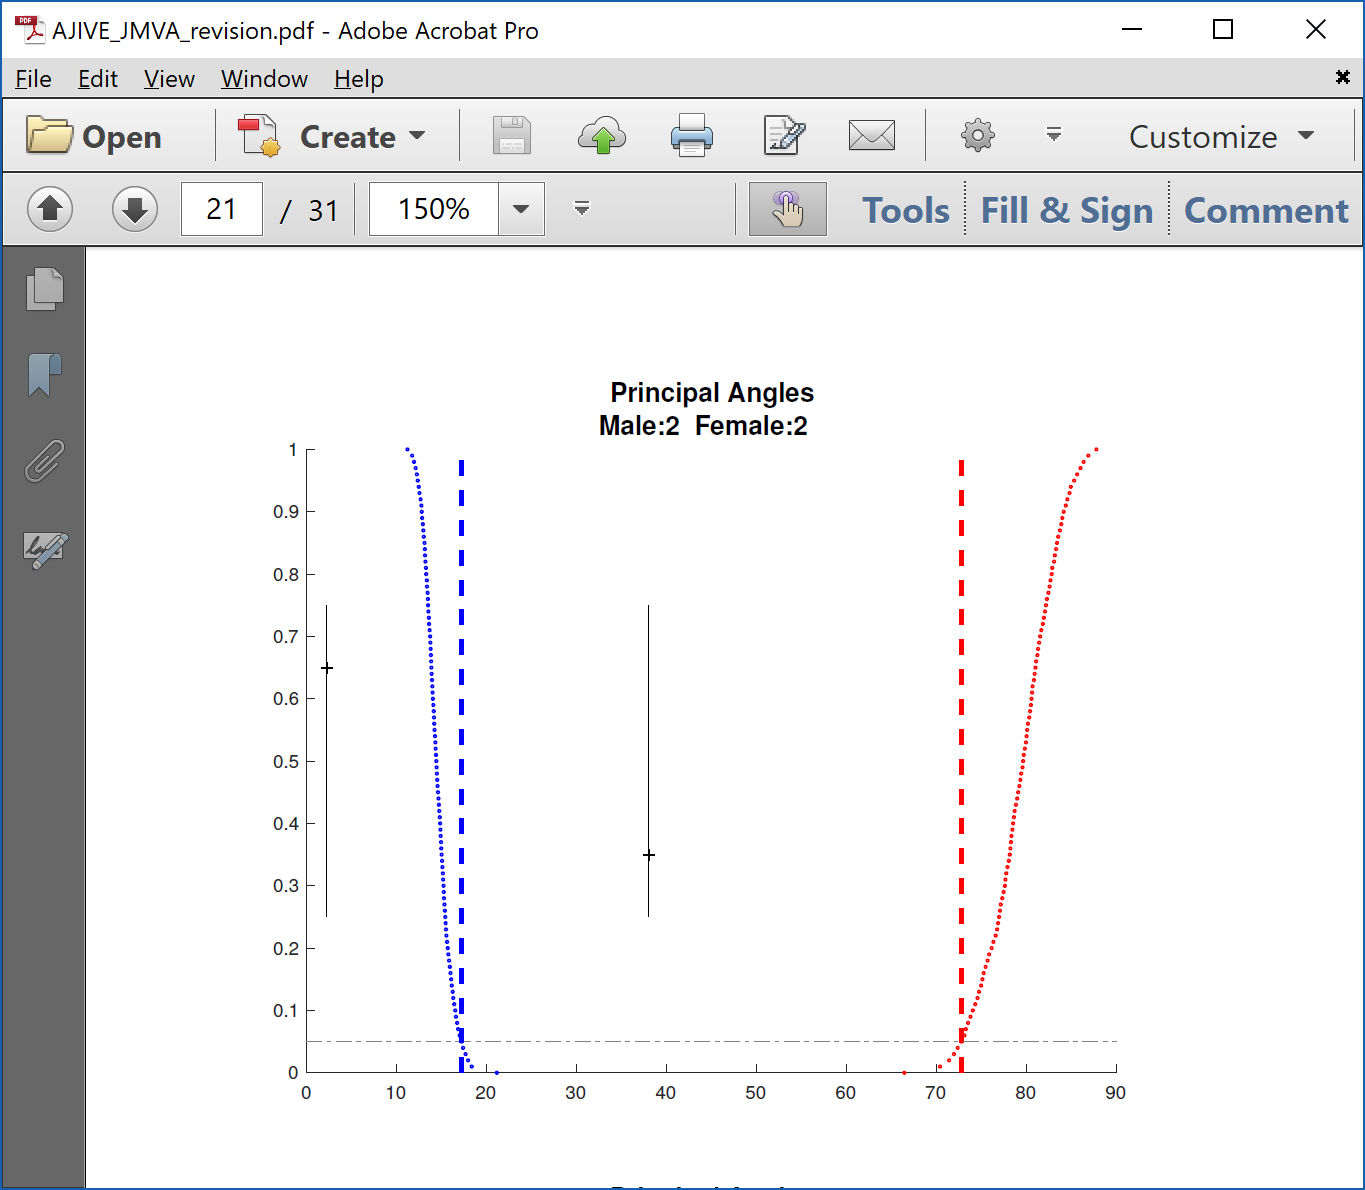 AJIVE_JMVA_revision.pdf - Adobe Acrobat Pro
File Edit View Window Help
Open Create Customize
21 / 31 150% Tools Fill & Sign Comment
Principal Angles
Male:2 Female:2
1
0.9
0.8
0.7
0.6
0.5
0.4
0.3
0.2
0.1
0
0 10 20 30 40 50 60 70 80 90